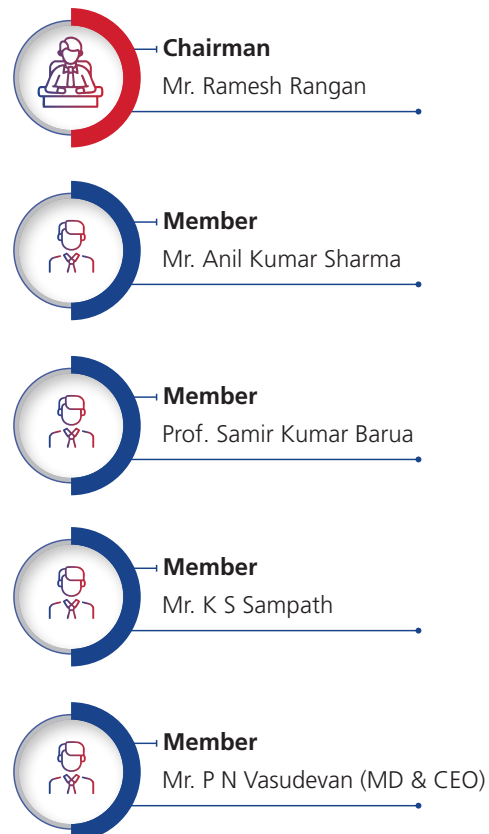 Chairman
Mr. Ramesh Rangan
Member
Mr. Anil Kumar Sharma
Member
Prof. Samir Kumar Barua
Member
Mr. K S Sampath
Member
Mr. P N Vasudevan (MD & CEO)